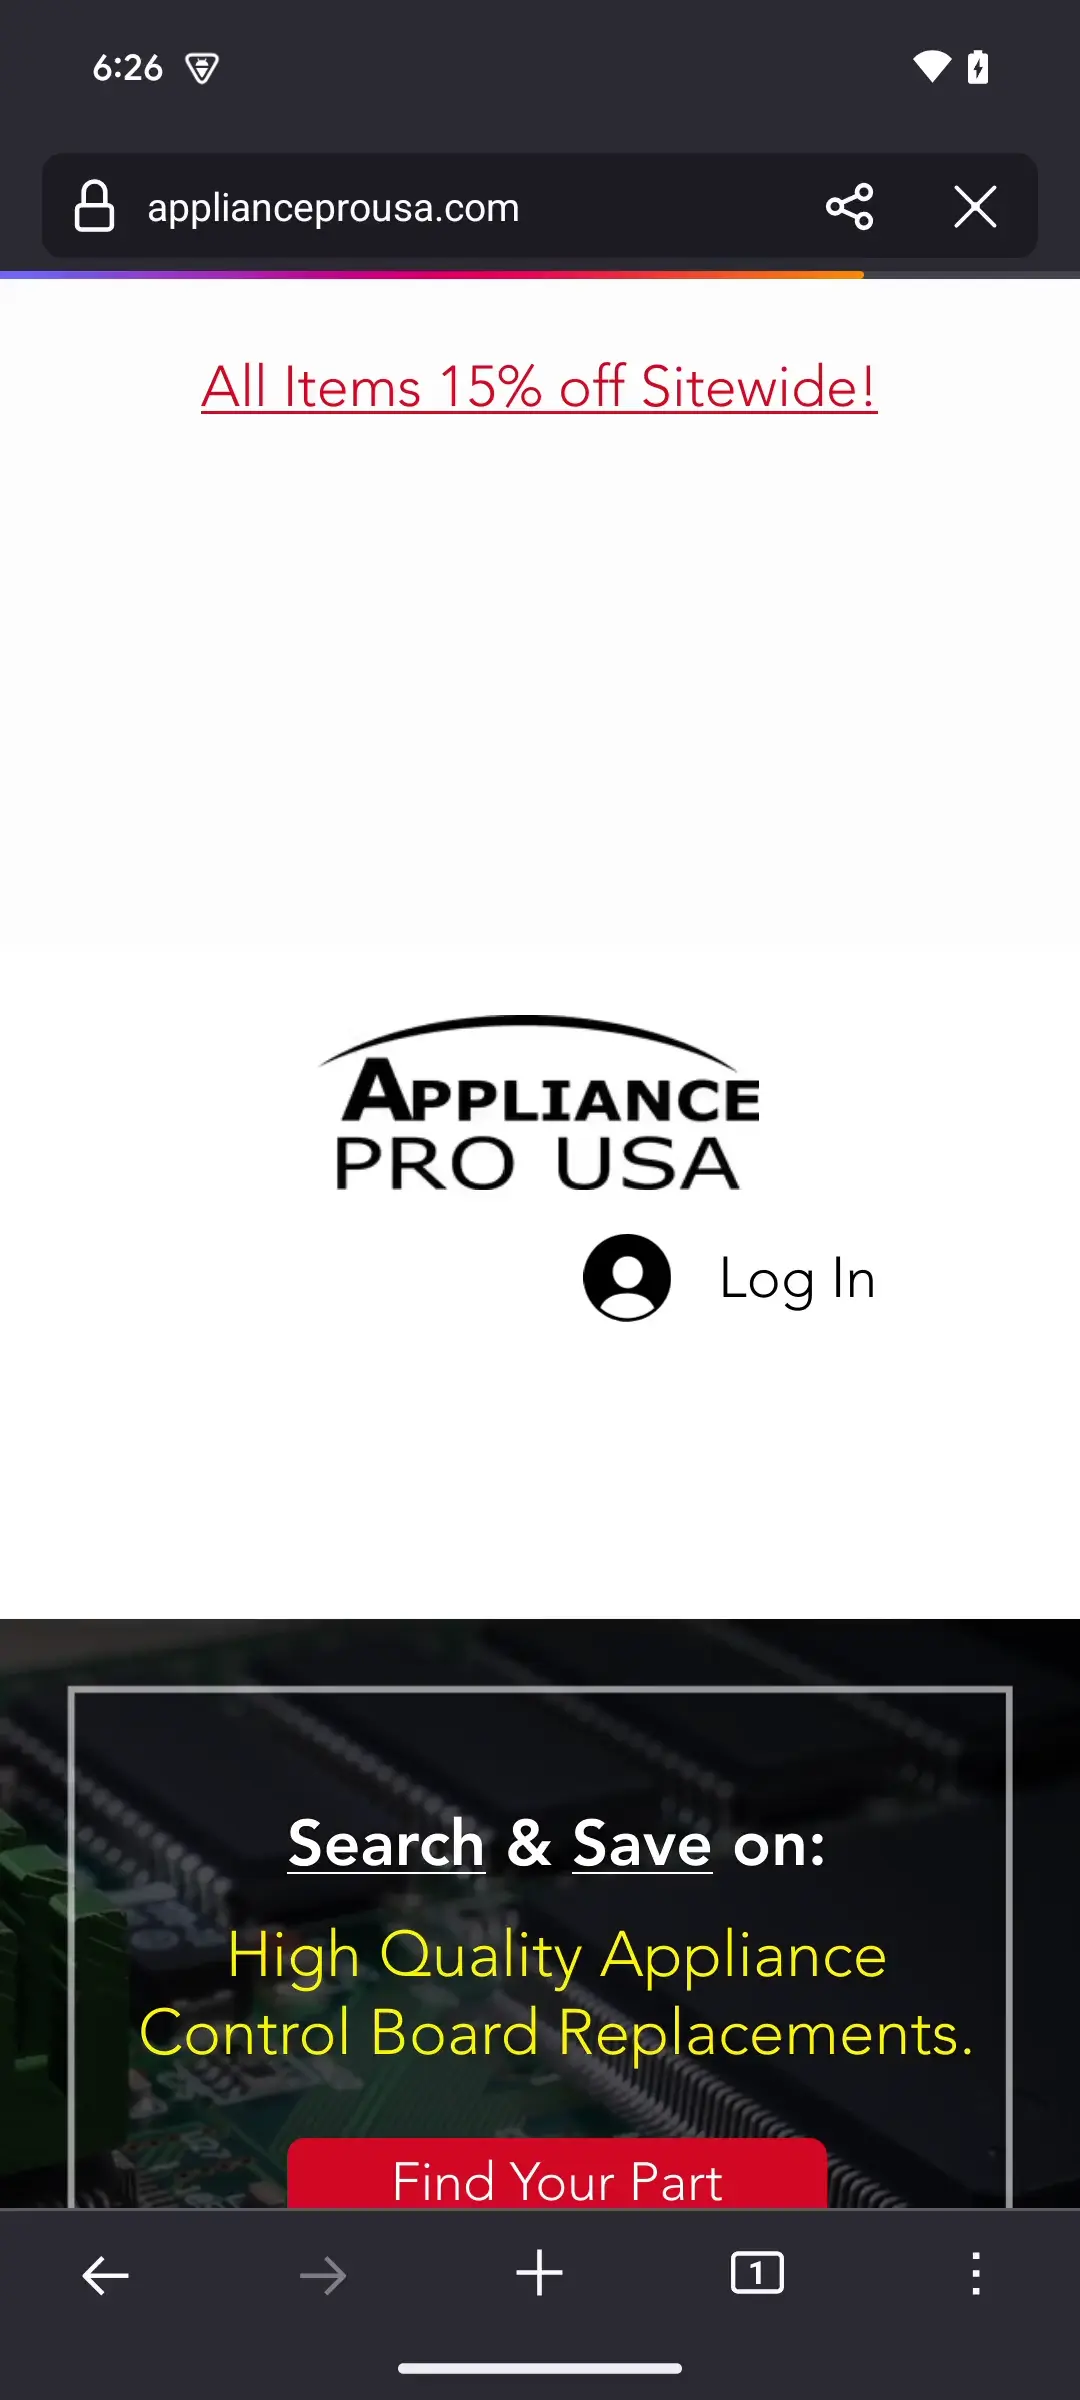 6:26
applianceprousa.com
All Items 15% off Sitewide!
APPLIANCE
PRO USA
Log In
Search & Save on:
High Quality Appliance
Control Board Replacements.
Find Your Part
1